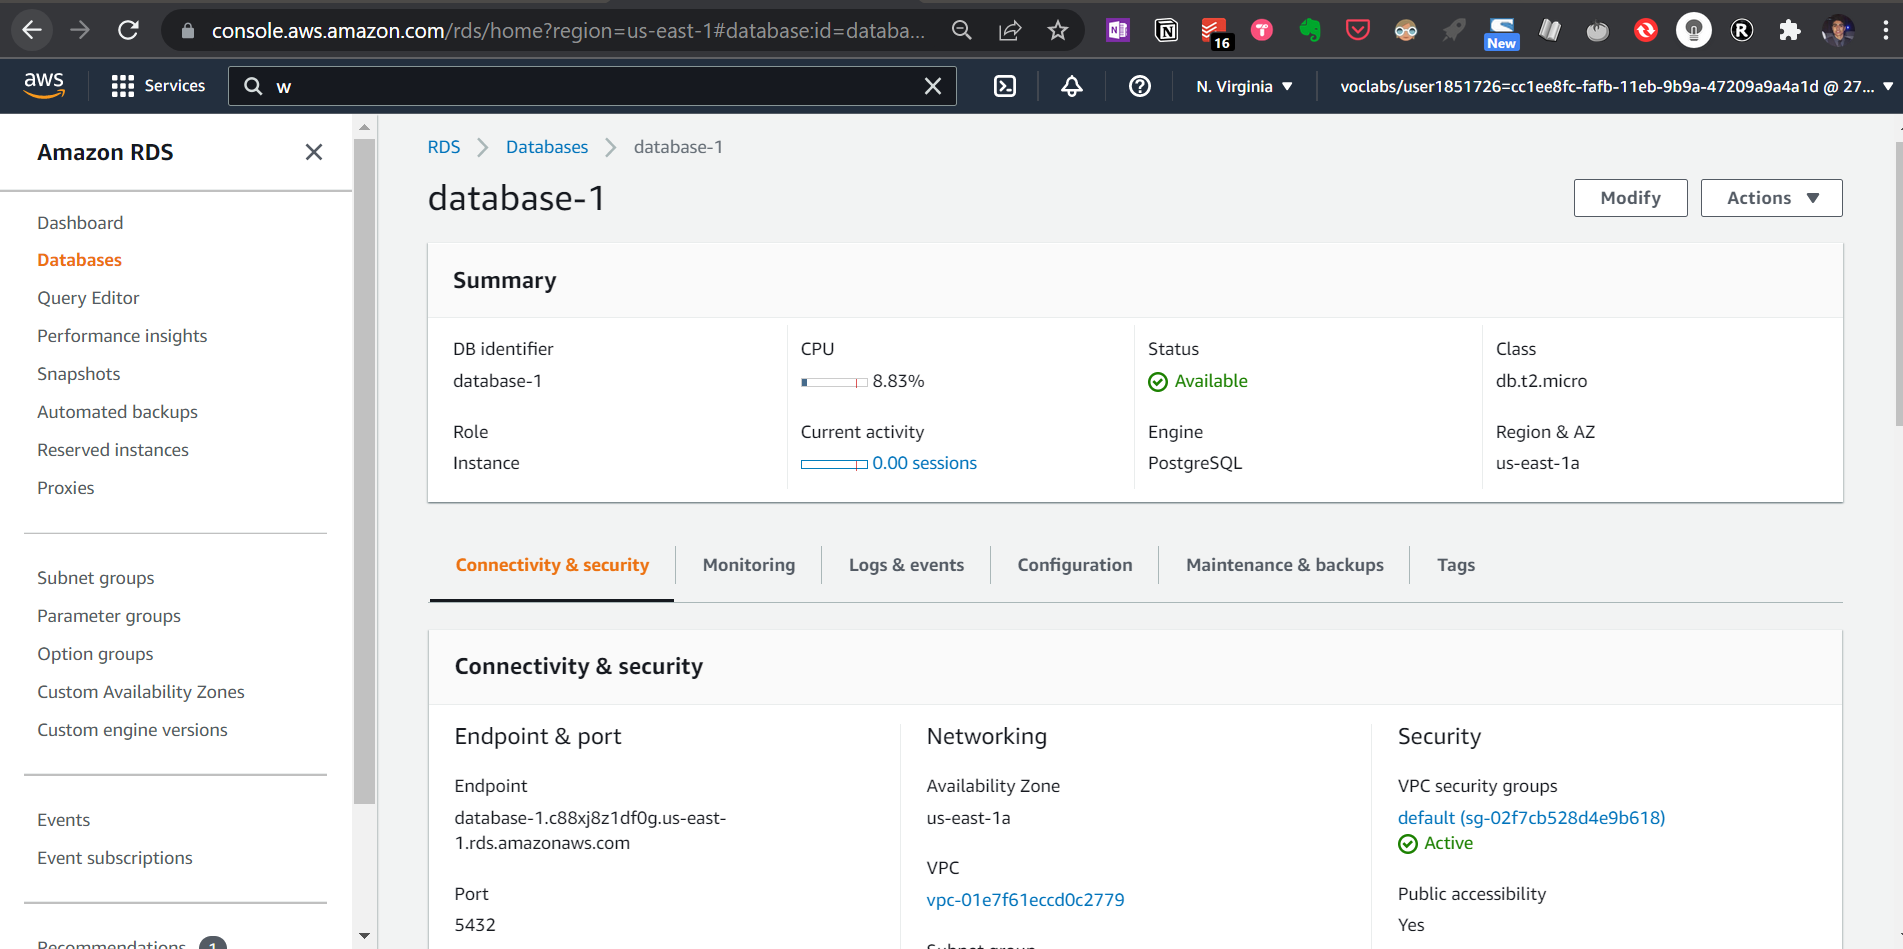 console.aws.amazon.com/rds/home?region=us-east-1#database:id=databa...
16
New
R
aws
Services
w
N. Virginia
voclabs/user1851726=cc1ee8fc-fafb-11eb-9b9a-47209a9a4a1d @ 27...
Amazon RDS
Dashboard
Databases
Query Editor
Performance insights
Snapshots
Automated backups
Reserved instances
Proxies
Subnet groups
Parameter groups
Option groups
Custom Availability Zones
Custom engine versions
Events
Event subscriptions
Recommendations 1
RDS > Databases > database-1
database-1
Modify
Actions
Summary
DB identifier
database-1
CPU
8.83%
Status
Available
Class
db.t2.micro
Role
Instance
Current activity
0.00 sessions
Engine
PostgreSQL
Region & AZ
us-east-1a
Connectivity & security
Monitoring
Logs & events
Configuration
Maintenance & backups
Tags
Connectivity & security
Endpoint & port
Endpoint
database-1.c88xj8z1df0g.us-east-
1.rds.amazonaws.com
Port
5432
Networking
Availability Zone
us-east-1a
VPC
vpc-01e7f61eccd0c2779
Subnet group
Security
VPC security groups
default (sg-02f7cb528d4e9b618)
Active
Public accessibility
Yes